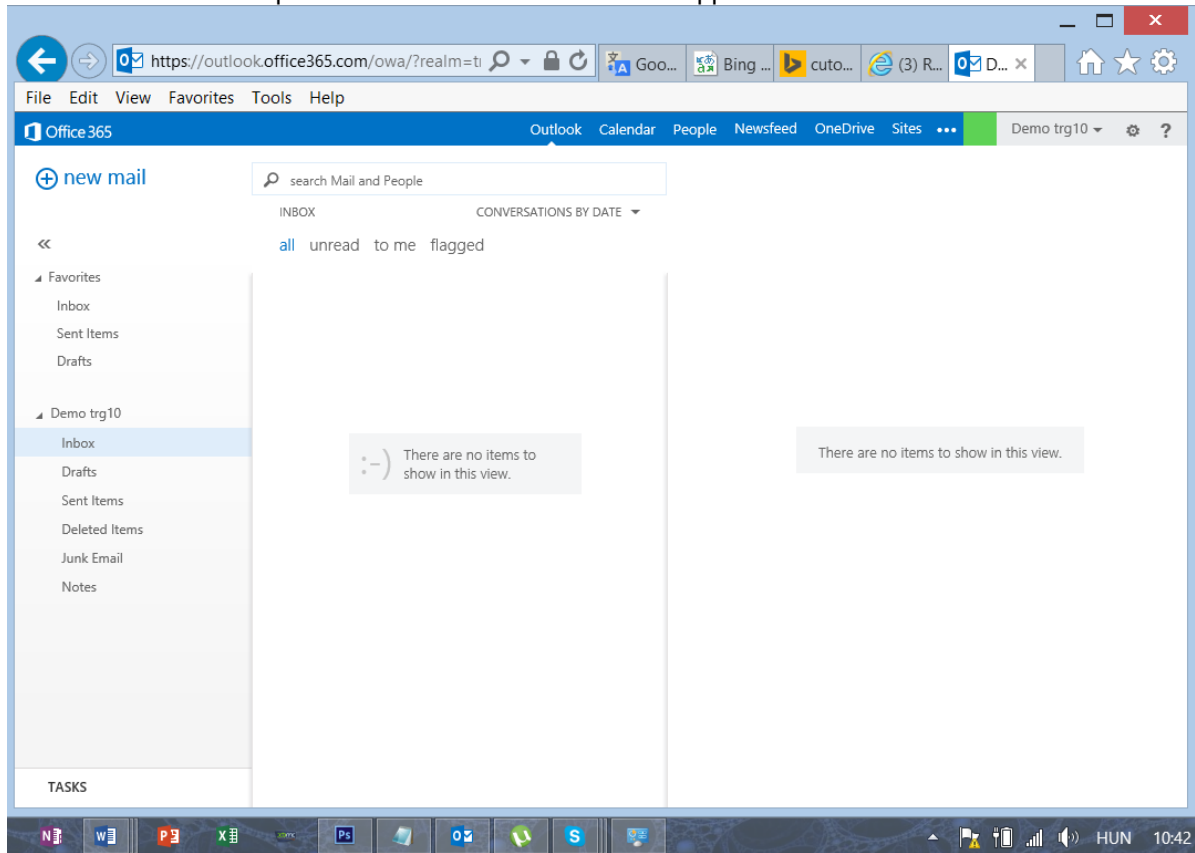 https://outlook.office365.com/owa/?realm=t
Goo...
Bing ...
cuto...
(3) R...
D...
File Edit View Favorites Tools Help
Office 365
Outlook Calendar People Newsfeed OneDrive Sites •••
Demo trg10
?
new mail
search Mail and People
INBOX
CONVERSATIONS BY DATE
all unread to me flagged
Favorites
Inbox
Sent Items
Drafts
Demo trg10
Inbox
Drafts
Sent Items
Deleted Items
Junk Email
Notes
:-)
There are no items to
show in this view.
There are no items to show in this view.
TASKS
HUN 10:42